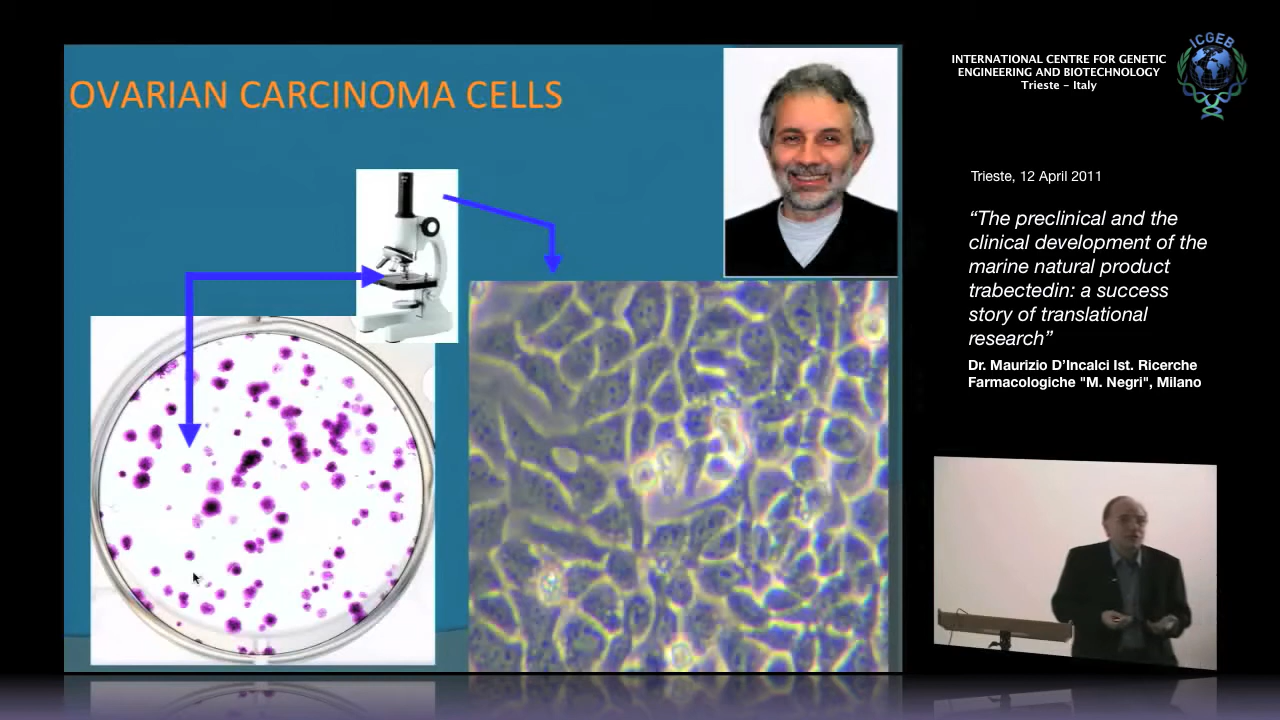 OVARIAN CARCINOMA CELLS
INTERNATIONAL CENTRE FOR GENETIC
ENGINEERING AND BIOTECHNOLOGY
Trieste - Italy
ICGEB
Trieste, 12 April 2011
“The preclinical and the
clinical development of the
marine natural product
trabectedin: a success
story of translational
research”
Dr. Maurizio D’Incalci Ist. Ricerche
Farmacologiche "M. Negri", Milano